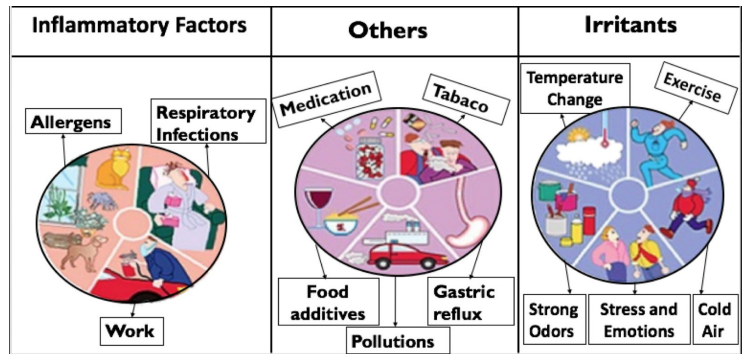 Inflammatory Factors
Others
Irritants
Allergens
Respiratory
Infections
Work
Medication
Tabaco
Food
additives
Pollutions
Gastric
reflux
Temperature
Change
Exercise
Strong
Odors
Stress and
Emotions
Cold
Air